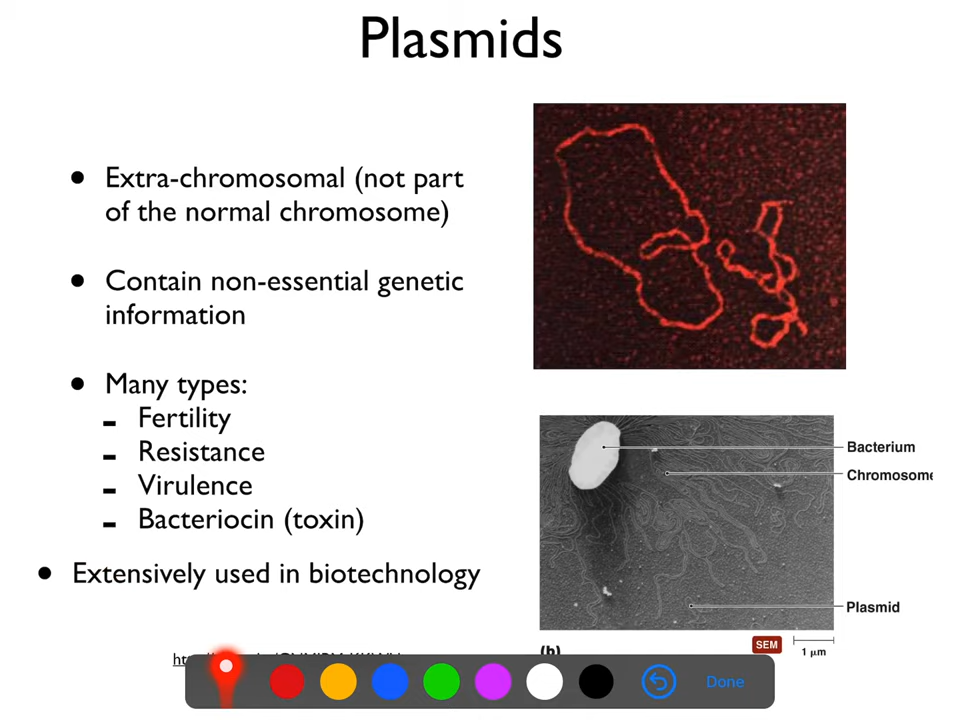 Plasmids
• Extra-chromosomal (not part
of the normal chromosome)
• Contain non-essential genetic
information
• Many types:
- Fertility
- Resistance
- Virulence
- Bacteriocin (toxin)
• Extensively used in biotechnology
Bacterium
Chromosome
Plasmid
(b)
SEM
1 µm
Done